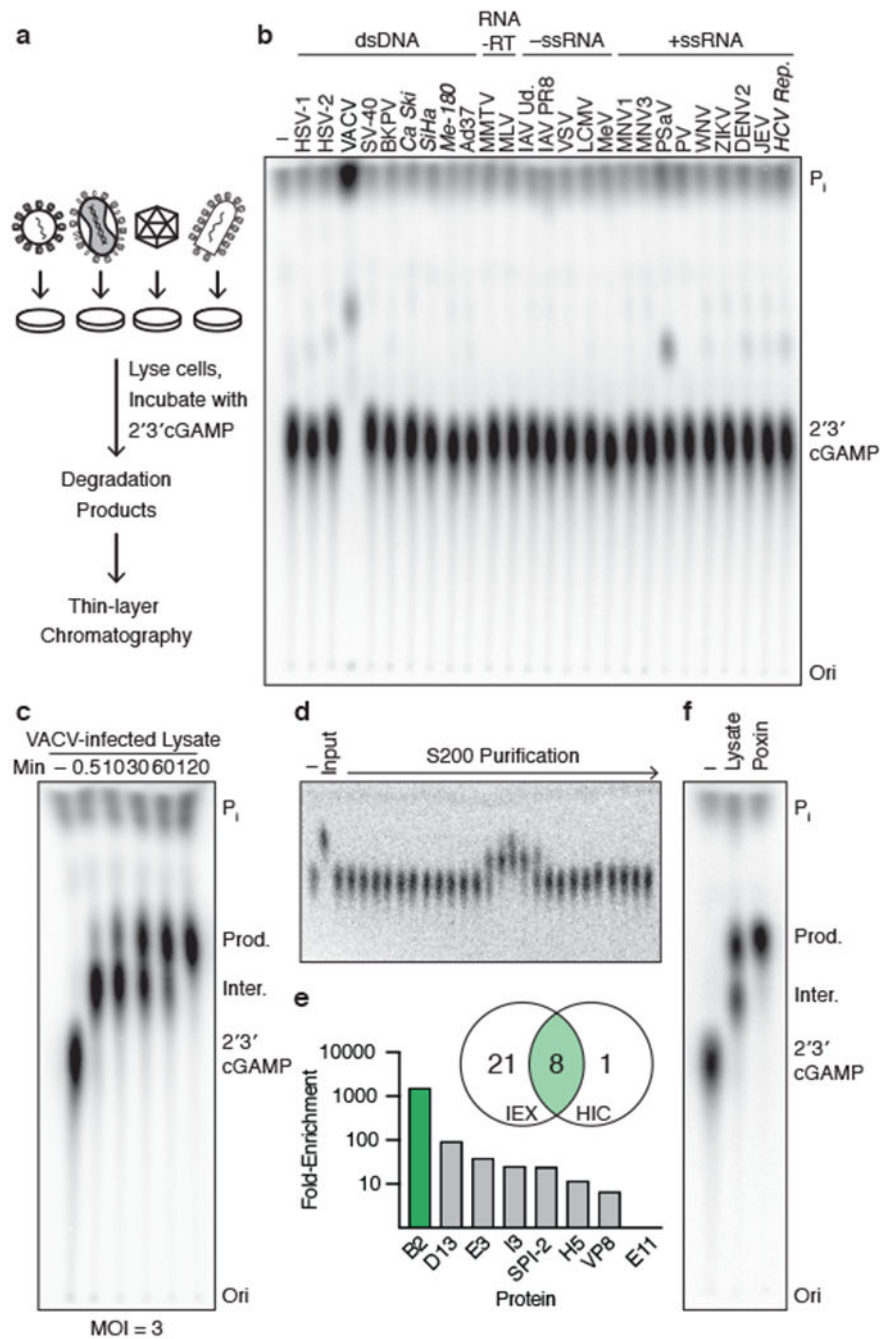 a
Lyse cells,
Incubate with
2′3′cGAMP
Degradation
Products
Thin-layer
Chromatography
b
dsDNA
RNA
-RT
–ssRNA
+ssRNA
–
HSV-1
HSV-2
VACV
SV-40
BKPV
Ca Ski
SiHa
Me-180
Ad37
MMTV
MLV
IAV Ud.
IAV PR8
VSV
LCMV
MeV
MNV1
MNV3
PSaV
PV
WNV
ZIKV
DENV2
JEV
HCV Rep.
Pi
2′3′
cGAMP
Ori
c
VACV-infected Lysate
Min – 0.5 10 30 60 120
Pi
Prod.
Inter.
2′3′
cGAMP
Ori
MOI = 3
d
–
Input
S200 Purification
e
21 8 1
IEX HIC
Fold-Enrichment
10000
1000
100
10
B2
D13
E3
I3
SPI-2
H5
VP8
E11
Protein
f
–
Lysate
Poxin
Pi
Prod.
Inter.
2′3′
cGAMP
Ori